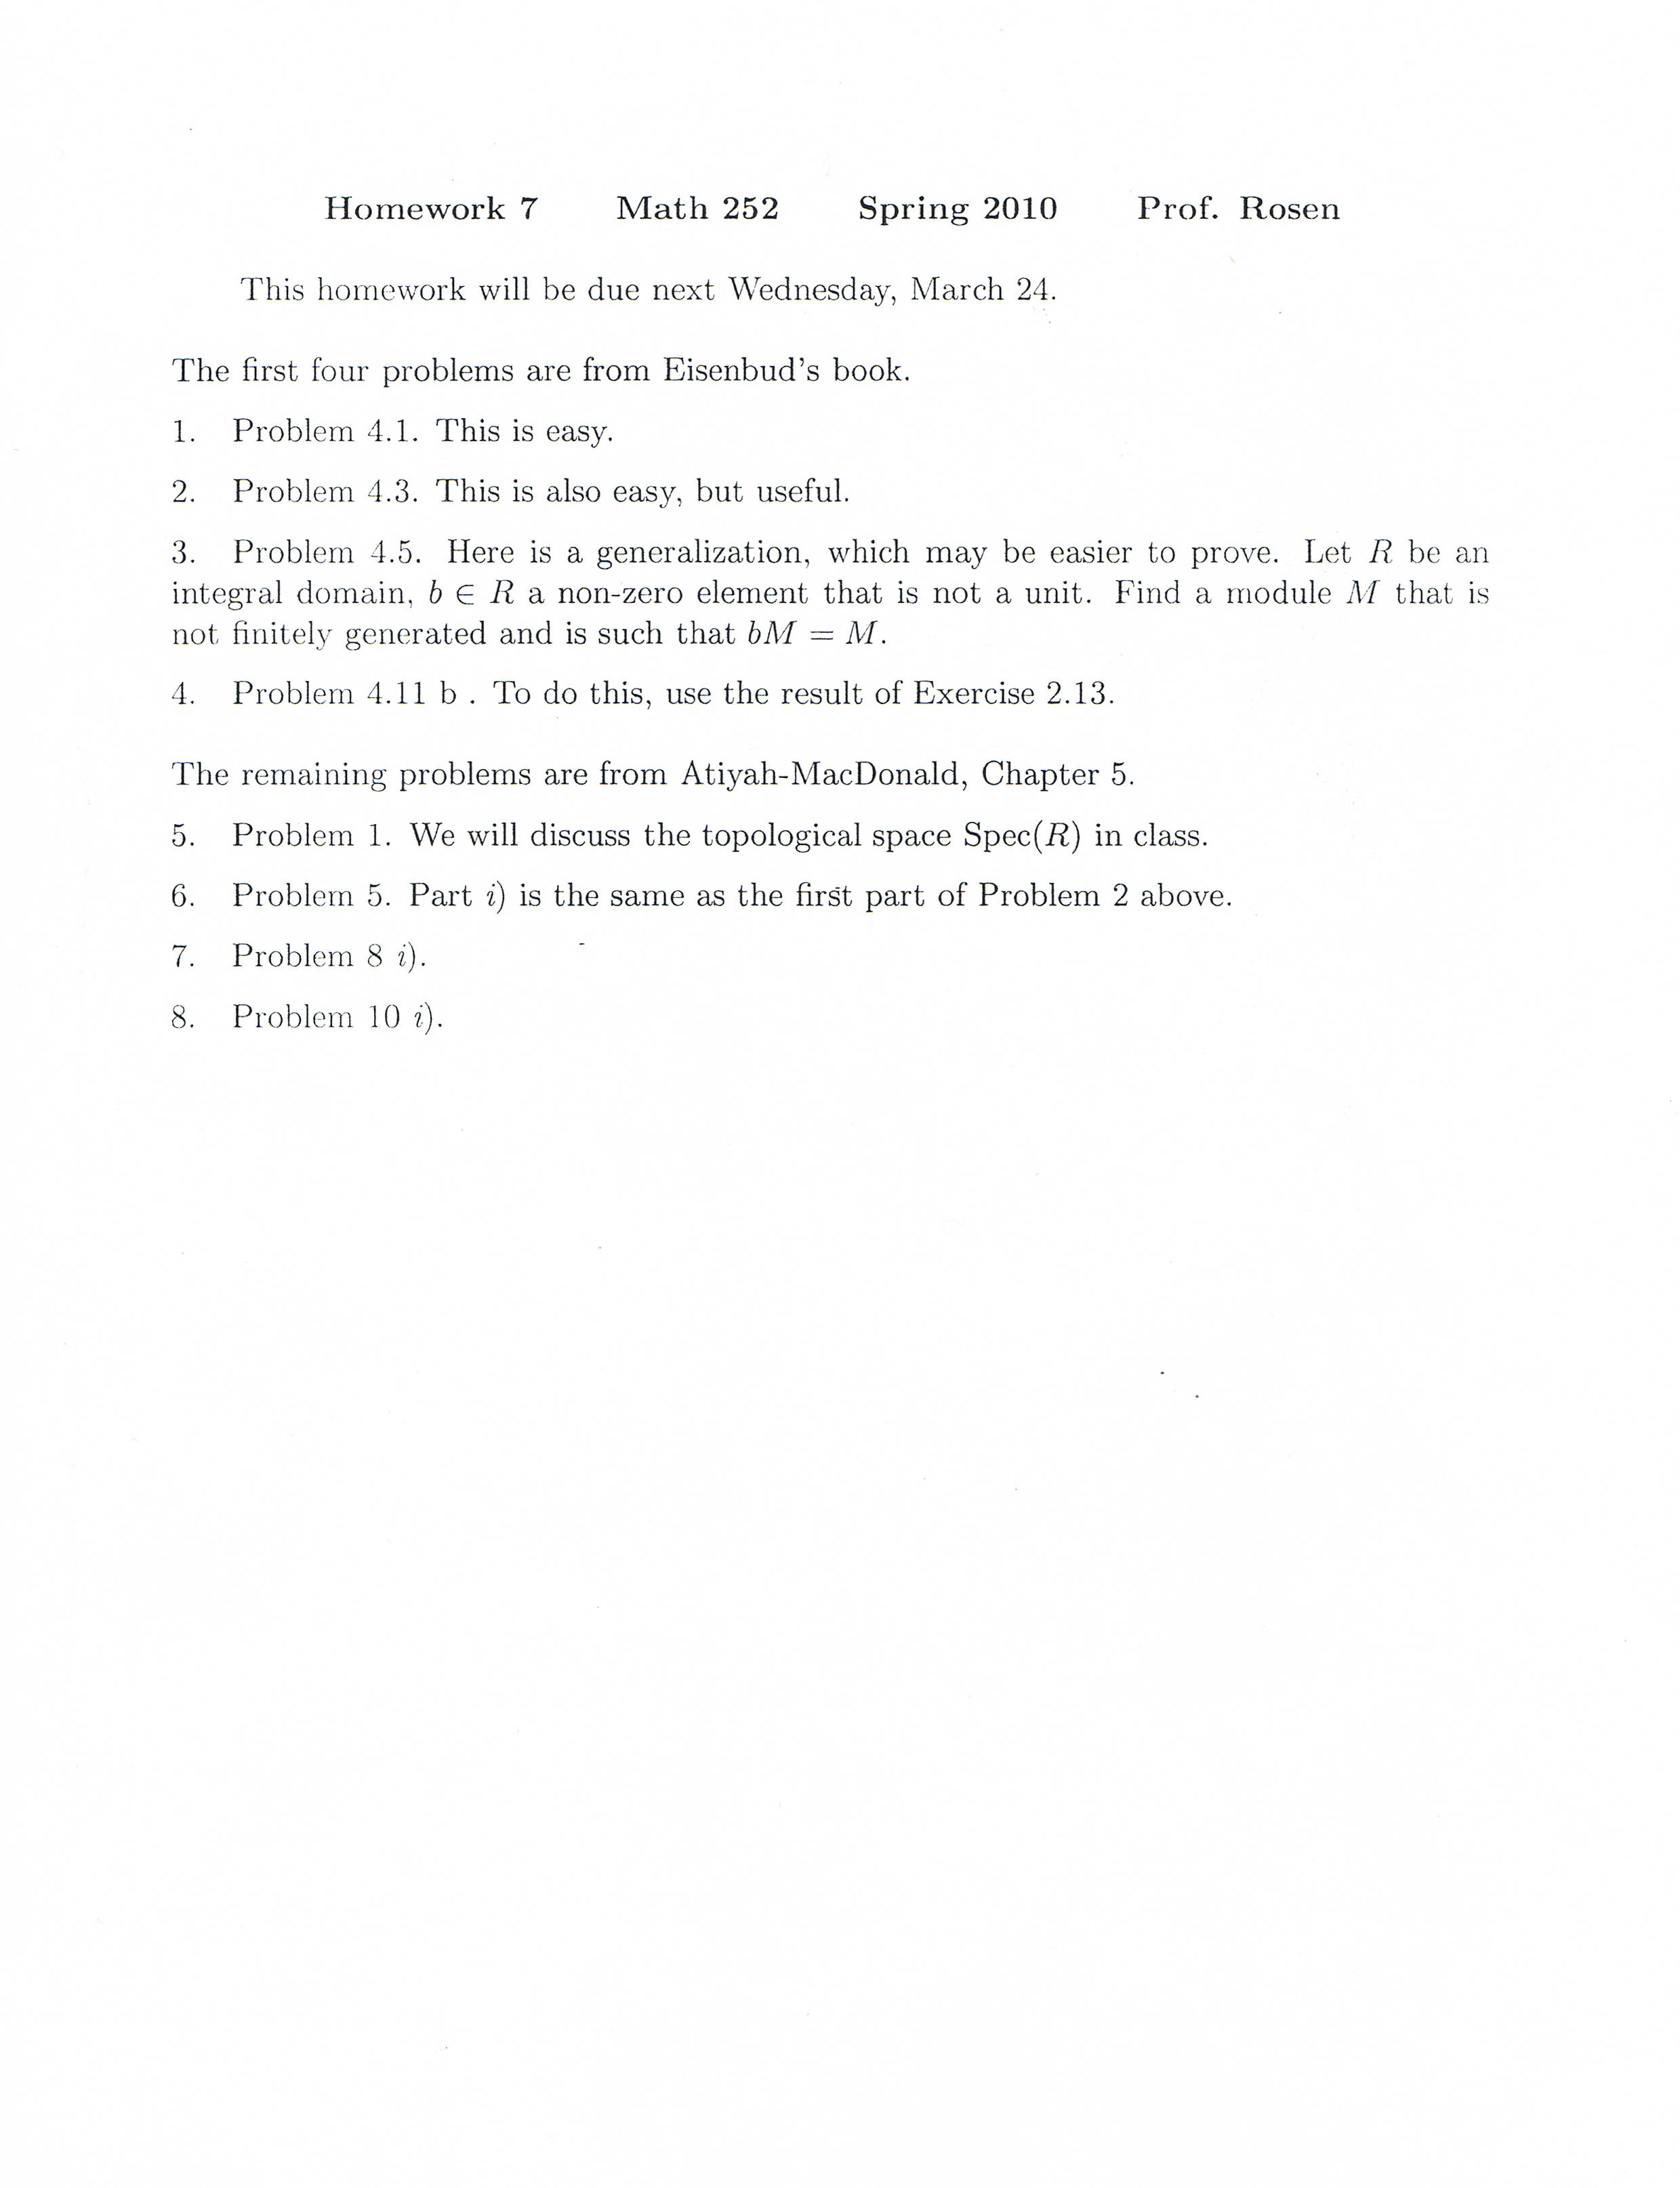 Homework 7 Math 252 Spring 2010 Prof. Rosen
This homework will be due next Wednesday, March 24.
The first four problems are from Eisenbud's book.
1. Problem 4.1. This is easy.
2. Problem 4.3. This is also easy, but useful.
3. Problem 4.5. Here is a generalization, which may be easier to prove. Let R be an
integral domain, b ∈ R a non-zero element that is not a unit. Find a module M that is
not finitely generated and is such that bM = M.
4. Problem 4.11 b . To do this, use the result of Exercise 2.13.
The remaining problems are from Atiyah-MacDonald, Chapter 5.
5. Problem 1. We will discuss the topological space Spec(R) in class.
6. Problem 5. Part i) is the same as the first part of Problem 2 above.
7. Problem 8 i).
8. Problem 10 i).